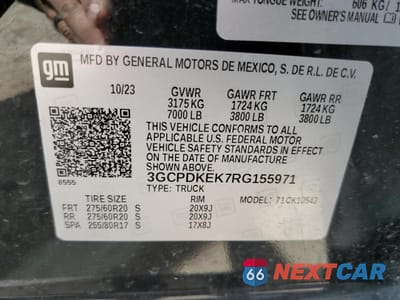 MAX TONGUE WEIGHT: 606 KG /
SEE OWNER'S MANUAL
gm
MFD BY GENERAL MOTORS DE MEXICO, S. DE R.L. DE C.V.
10/23 GVWR GAWR FRT GAWR RR
3175 KG 1724 KG 1724 KG
7000 LB 3800 LB 3800 LB
THIS VEHICLE CONFORMS TO ALL
APPLICABLE U.S. FEDERAL MOTOR
VEHICLE SAFETY STANDARDS IN EFFECT
ON THE DATE OF MANUFACTURE
SHOWN ABOVE.
3GCPDKEK7RG155971
8555 TYPE: TRUCK
TIRE SIZE RIM MODEL: 71CK10543
FRT 275/60R20 S 20X9J
RR 275/60R20 S 20X9J
SPA 255/80R17 S 17X8J
66 NEXTCAR